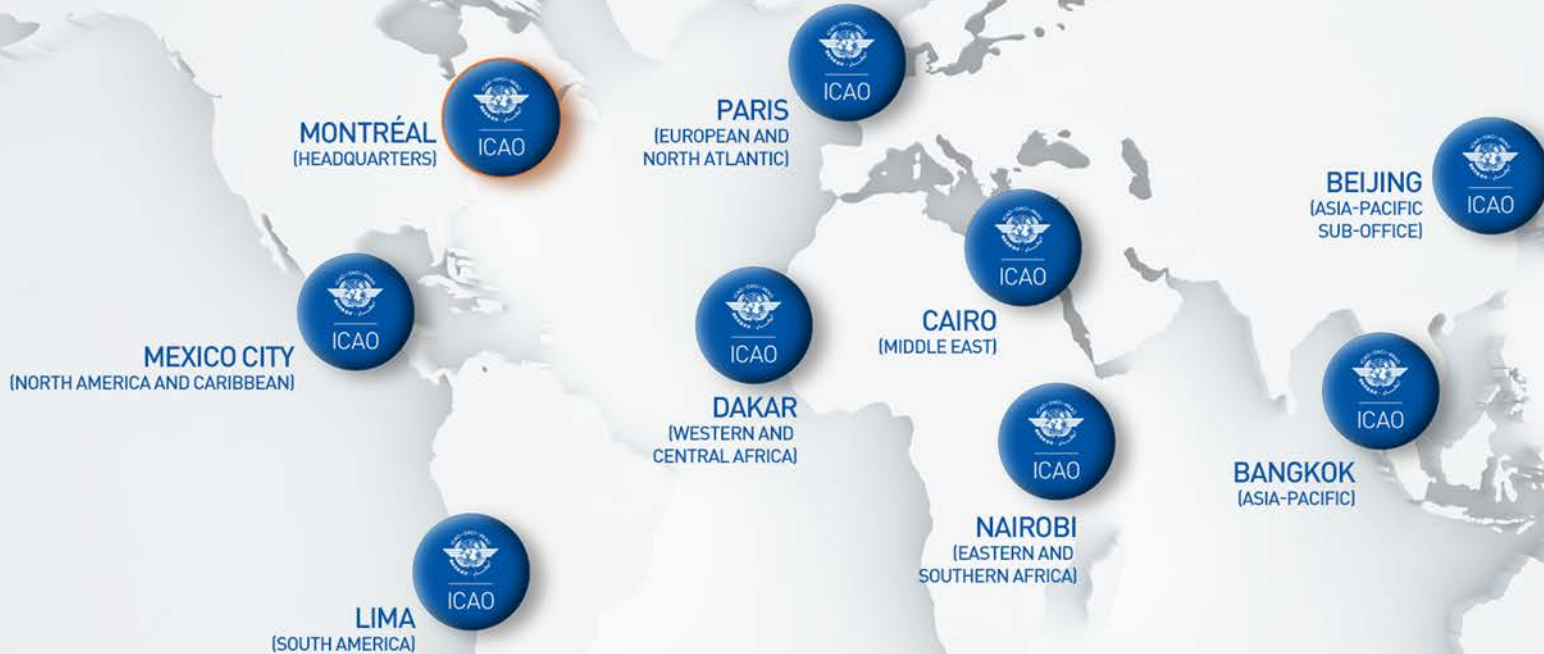 ICAO
MONTRÉAL
(HEADQUARTERS)
ICAO
PARIS
(EUROPEAN AND
NORTH ATLANTIC)
ICAO
BEIJING
(ASIA-PACIFIC
SUB-OFFICE)
ICAO
MEXICO CITY
(NORTH AMERICA AND CARIBBEAN)
ICAO
DAKAR
(WESTERN AND
CENTRAL AFRICA)
ICAO
CAIRO
(MIDDLE EAST)
ICAO
NAIROBI
(EASTERN AND
SOUTHERN AFRICA)
ICAO
BANGKOK
(ASIA-PACIFIC)
ICAO
LIMA
(SOUTH AMERICA)